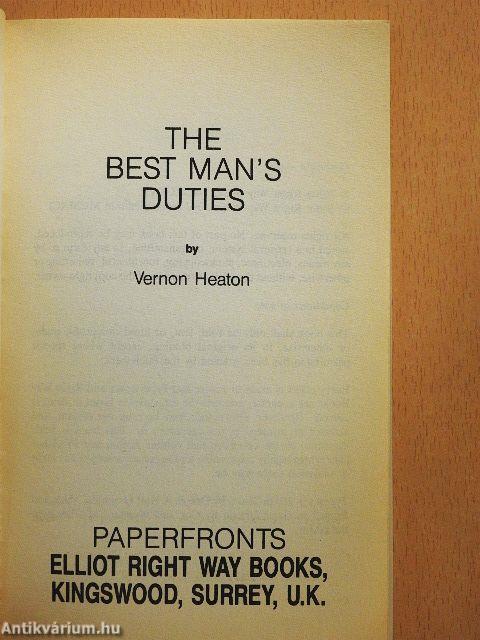 THE
BEST MAN'S
DUTIES
by
Vernon Heaton
PAPERFRONTS
ELLIOT RIGHT WAY BOOKS,
KINGSWOOD, SURREY, U.K.
Antikvárium.hu